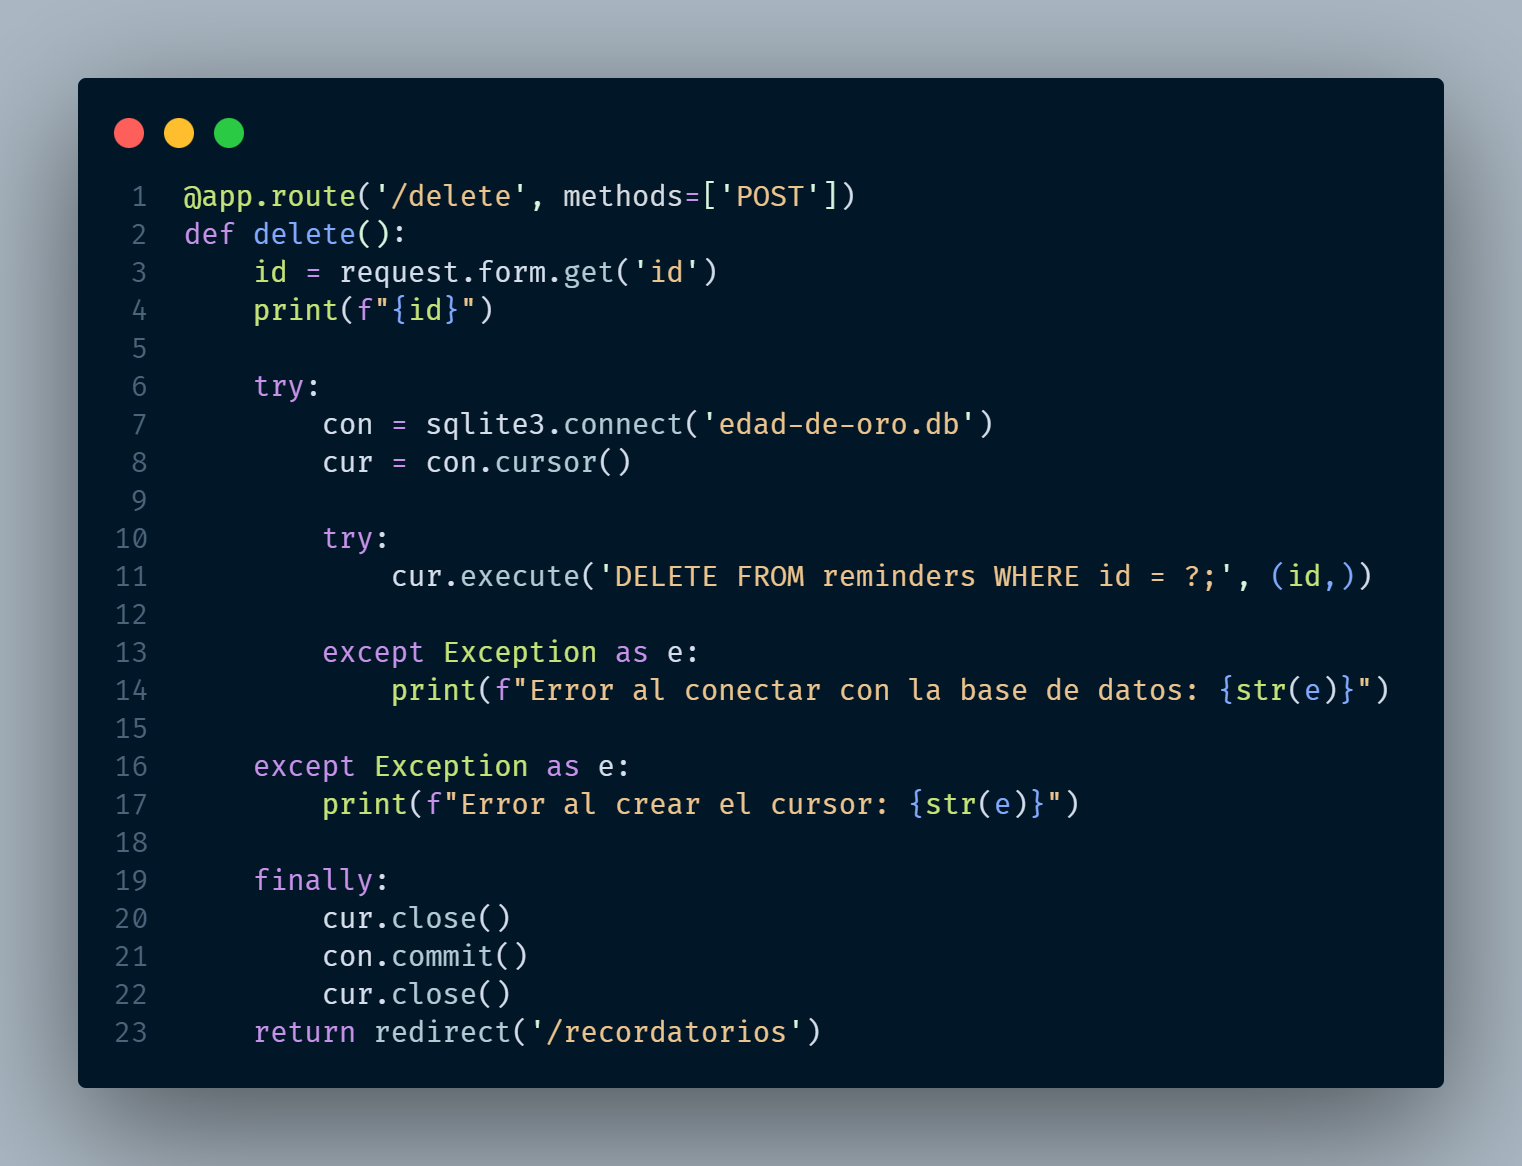 1 @app.route('/delete', methods=['POST'])
2 def delete():
3     id = request.form.get('id')
4     print(f"{id}")
5
6     try:
7         con = sqlite3.connect('edad-de-oro.db')
8         cur = con.cursor()
9
10         try:
11             cur.execute('DELETE FROM reminders WHERE id = ?;', (id,))
12
13         except Exception as e:
14             print(f"Error al conectar con la base de datos: {str(e)}")
15
16     except Exception as e:
17         print(f"Error al crear el cursor: {str(e)}")
18
19     finally:
20         cur.close()
21         con.commit()
22         cur.close()
23     return redirect('/recordatorios')